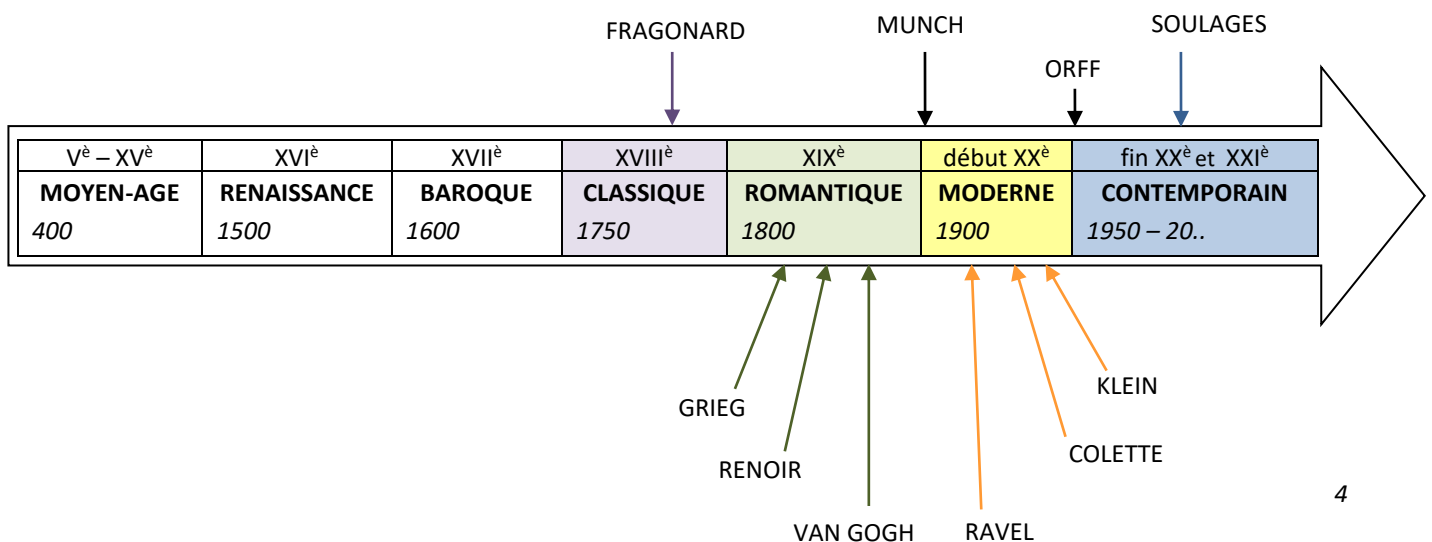 FRAGONARD MUNCH SOULAGES
ORFF
Vè – XVè XVIè XVIIè XVIIIè XIXè début XXè fin XXè et XXIè
MOYEN-AGE RENAISSANCE BAROQUE CLASSIQUE ROMANTIQUE MODERNE CONTEMPORAIN
400 1500 1600 1750 1800 1900 1950 – 20..
KLEIN
GRIEG
COLETTE
RENOIR
4
VAN GOGH RAVEL